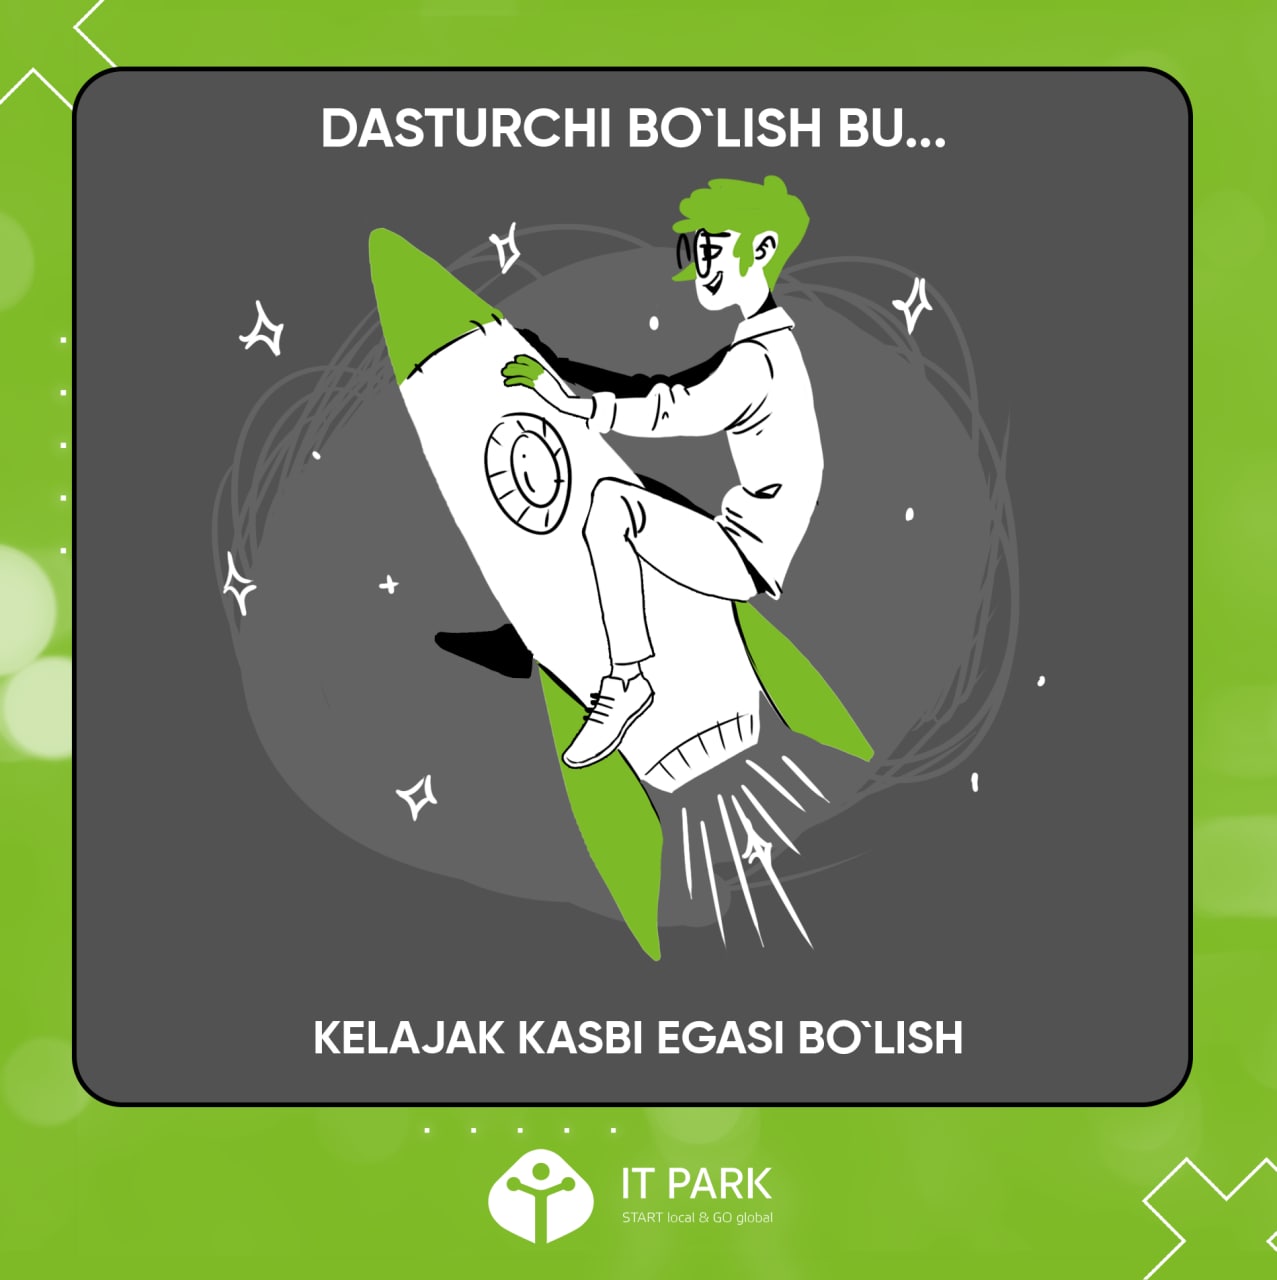 DASTURCHI BO`LISH BU...
KELAJAK KASBI EGASI BO`LISH
IT PARK
START local & GO global